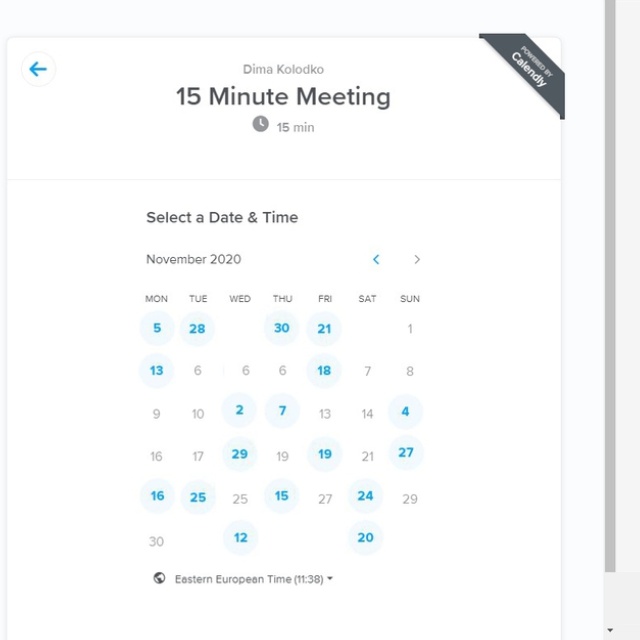 POWERED BY
Calendly
Dima Kolodko
15 Minute Meeting
15 min
Select a Date & Time
November 2020
MON TUE WED THU FRI SAT SUN
5 28 30 21 1
13 6 6 6 18 7 8
9 10 2 7 13 14 4
16 17 29 19 19 21 27
16 25 25 15 27 24 29
30 12 20
Eastern European Time (11:38)